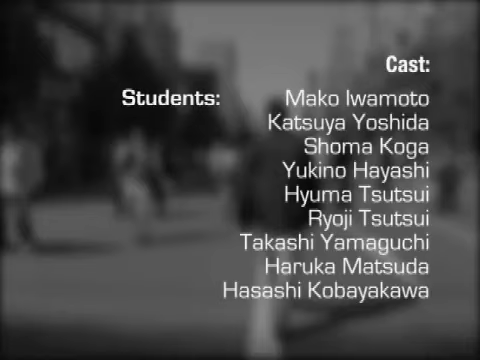 Cast:
Students: Mako Iwamoto
Katsuya Yoshida
Shoma Koga
Yukino Hayashi
Hyuma Tsutsui
Ryoji Tsutsui
Takashi Yamaguchi
Haruka Matsuda
Hasashi Kobayakawa